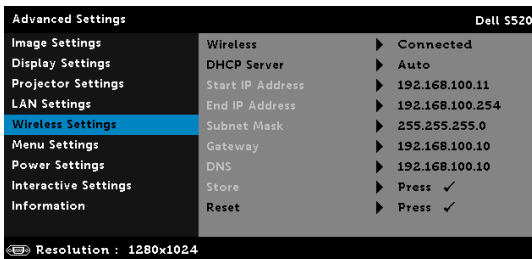 Advanced Settings Dell S520
Image Settings
Display Settings
Projector Settings
LAN Settings
Wireless Settings
Menu Settings
Power Settings
Interactive Settings
Information
Wireless Connected
DHCP Server Auto
Start IP Address 192.168.100.11
End IP Address 192.168.100.254
Subnet Mask 255.255.255.0
Gateway 192.168.100.10
DNS 192.168.100.10
Store Press ✓
Reset Press ✓
Resolution : 1280x1024